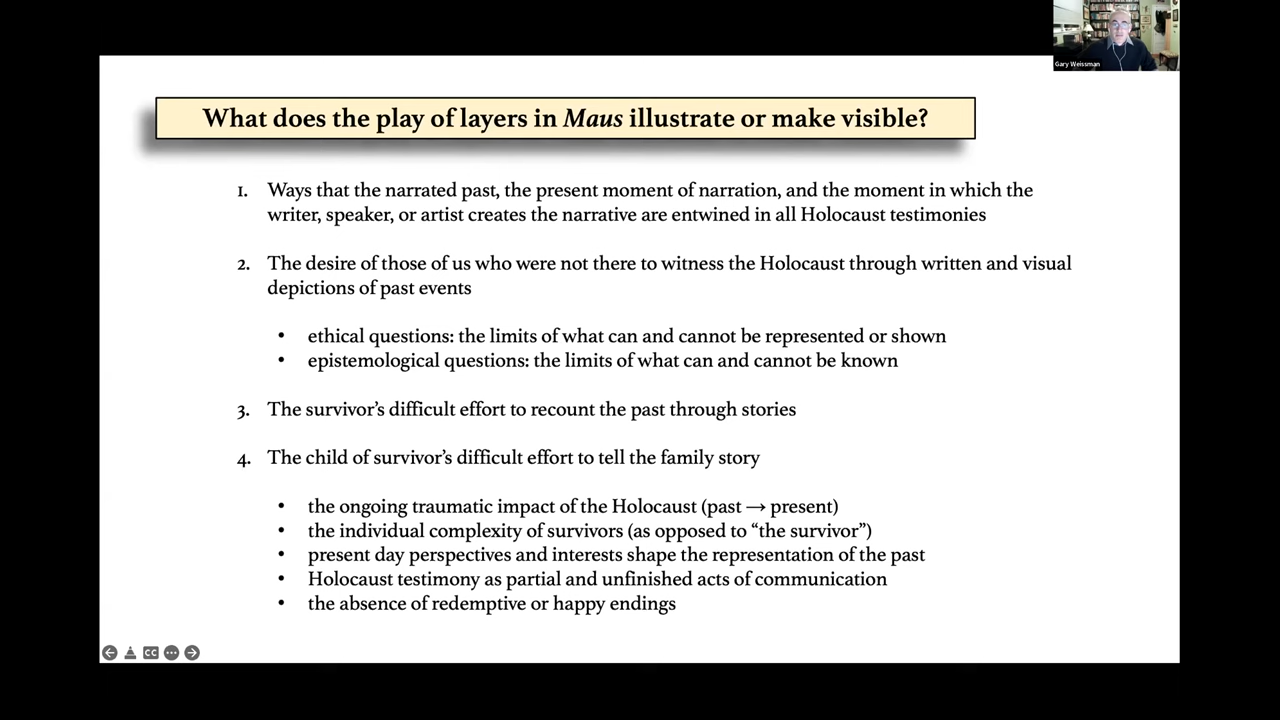 Gary Weissman
What does the play of layers in Maus illustrate or make visible?
1. Ways that the narrated past, the present moment of narration, and the moment in which the
writer, speaker, or artist creates the narrative are entwined in all Holocaust testimonies
2. The desire of those of us who were not there to witness the Holocaust through written and visual
depictions of past events
• ethical questions: the limits of what can and cannot be represented or shown
• epistemological questions: the limits of what can and cannot be known
3. The survivor’s difficult effort to recount the past through stories
4. The child of survivor’s difficult effort to tell the family story
• the ongoing traumatic impact of the Holocaust (past → present)
• the individual complexity of survivors (as opposed to “the survivor”)
• present day perspectives and interests shape the representation of the past
• Holocaust testimony as partial and unfinished acts of communication
• the absence of redemptive or happy endings
CC